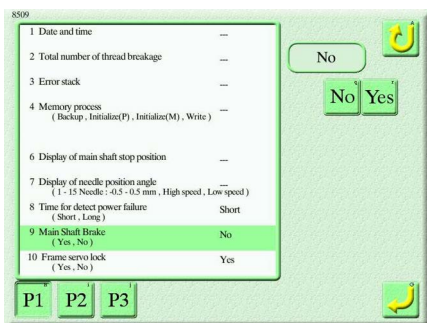 8509
1 Date and time ---
2 Total number of thread breakage ---
3 Error stack ---
4 Memory process ---
( Backup , Initialize(P) , Initialize(M) , Write )
6 Display of main shaft stop position ---
7 Display of needle position angle ---
( 1 - 15 Needle : -0.5 - 0.5 mm , High speed , Low speed )
8 Time for detect power failure Short
( Short , Long )
9 Main Shaft Brake No
( Yes , No )
10 Frame servo lock Yes
( Yes , No )
No
No Yes
P1 P2 P3